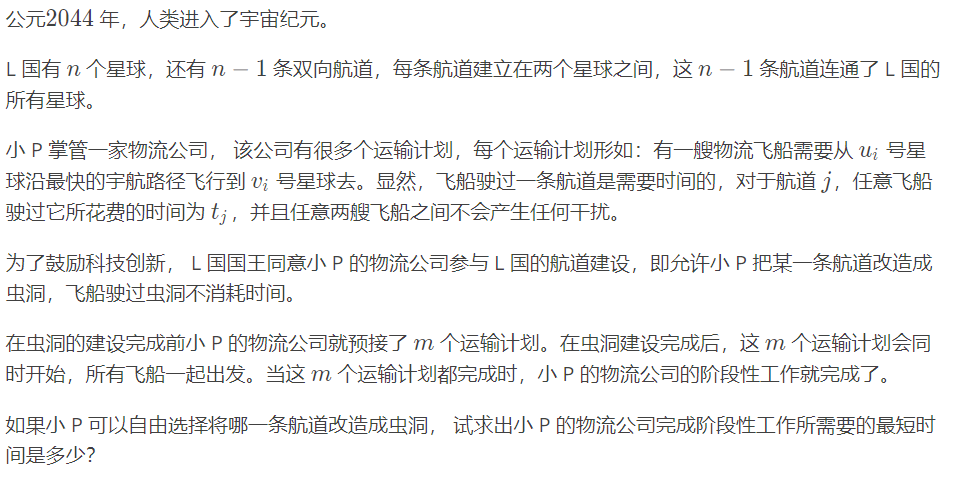 公元2044 年，人类进入了宇宙纪元。
L 国有 n 个星球，还有 n − 1 条双向航道，每条航道建立在两个星球之间，这 n − 1 条航道连通了 L 国的
所有星球。
小 P 掌管一家物流公司， 该公司有很多个运输计划，每个运输计划形如：有一艘物流飞船需要从 u_i 号星
球沿最快的宇航路径飞行到 v_i 号星球去。显然，飞船驶过一条航道是需要时间的，对于航道 j，任意飞船
驶过它所花费的时间为 t_j，并且任意两艘飞船之间不会产生任何干扰。
为了鼓励科技创新， L 国国王同意小 P 的物流公司参与 L 国的航道建设，即允许小 P 把某一条航道改造成
虫洞，飞船驶过虫洞不消耗时间。
在虫洞的建设完成前小 P 的物流公司就预接了 m 个运输计划。在虫洞建设完成后，这 m 个运输计划会同
时开始，所有飞船一起出发。当这 m 个运输计划都完成时，小 P 的物流公司的阶段性工作就完成了。
如果小 P 可以自由选择将哪一条航道改造成虫洞， 试求出小 P 的物流公司完成阶段性工作所需要的最短时
间是多少？